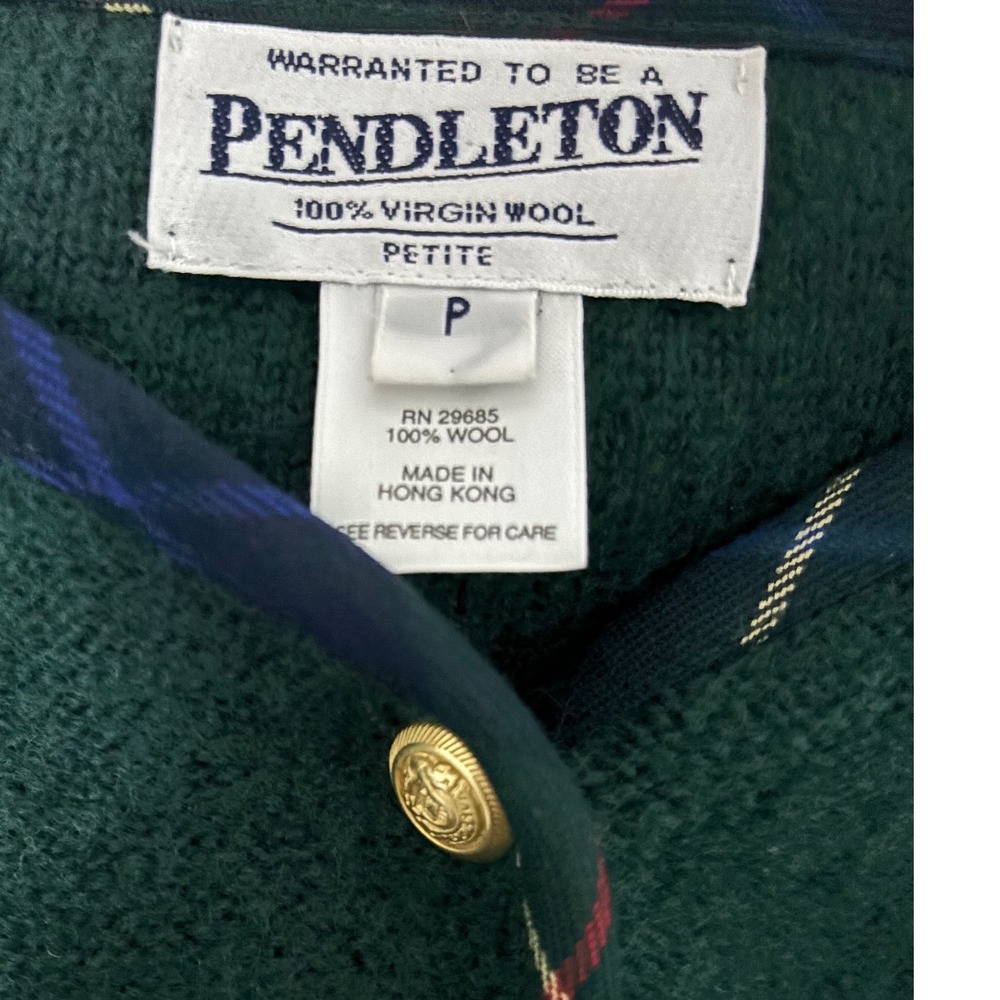 WARRANTED TO BE A
PENDLETON
100% VIRGIN WOOL
PETITE
P
RN 29685
100% WOOL
MADE IN
HONG KONG
SEE REVERSE FOR CARE